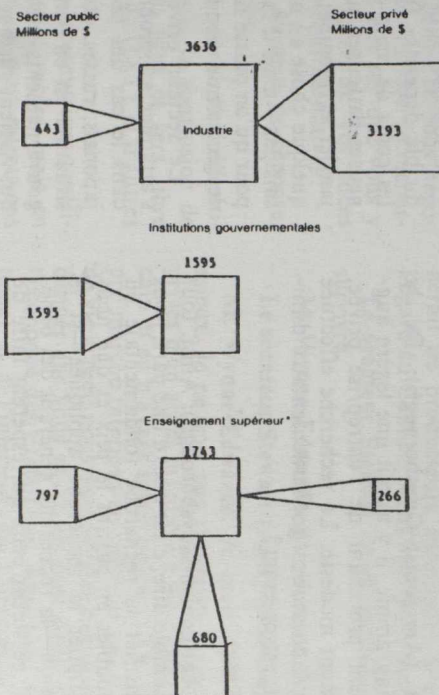 Secteur public
Millions de $
Secteur privé
Millions de $
3636
443
Industrie
3193
Institutions gouvernementales
1595
1595
Enseignement supérieur*
1743
797
266
680